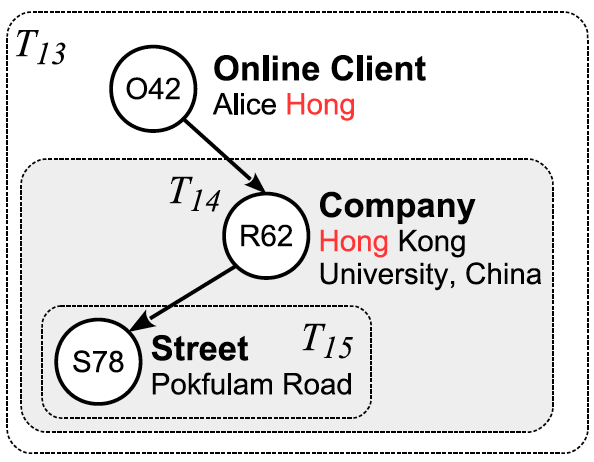 T13
O42
Online Client
Alice Hong
T14
R62
Company
Hong Kong
University, China
S78
Street
T15
Pokfulam Road